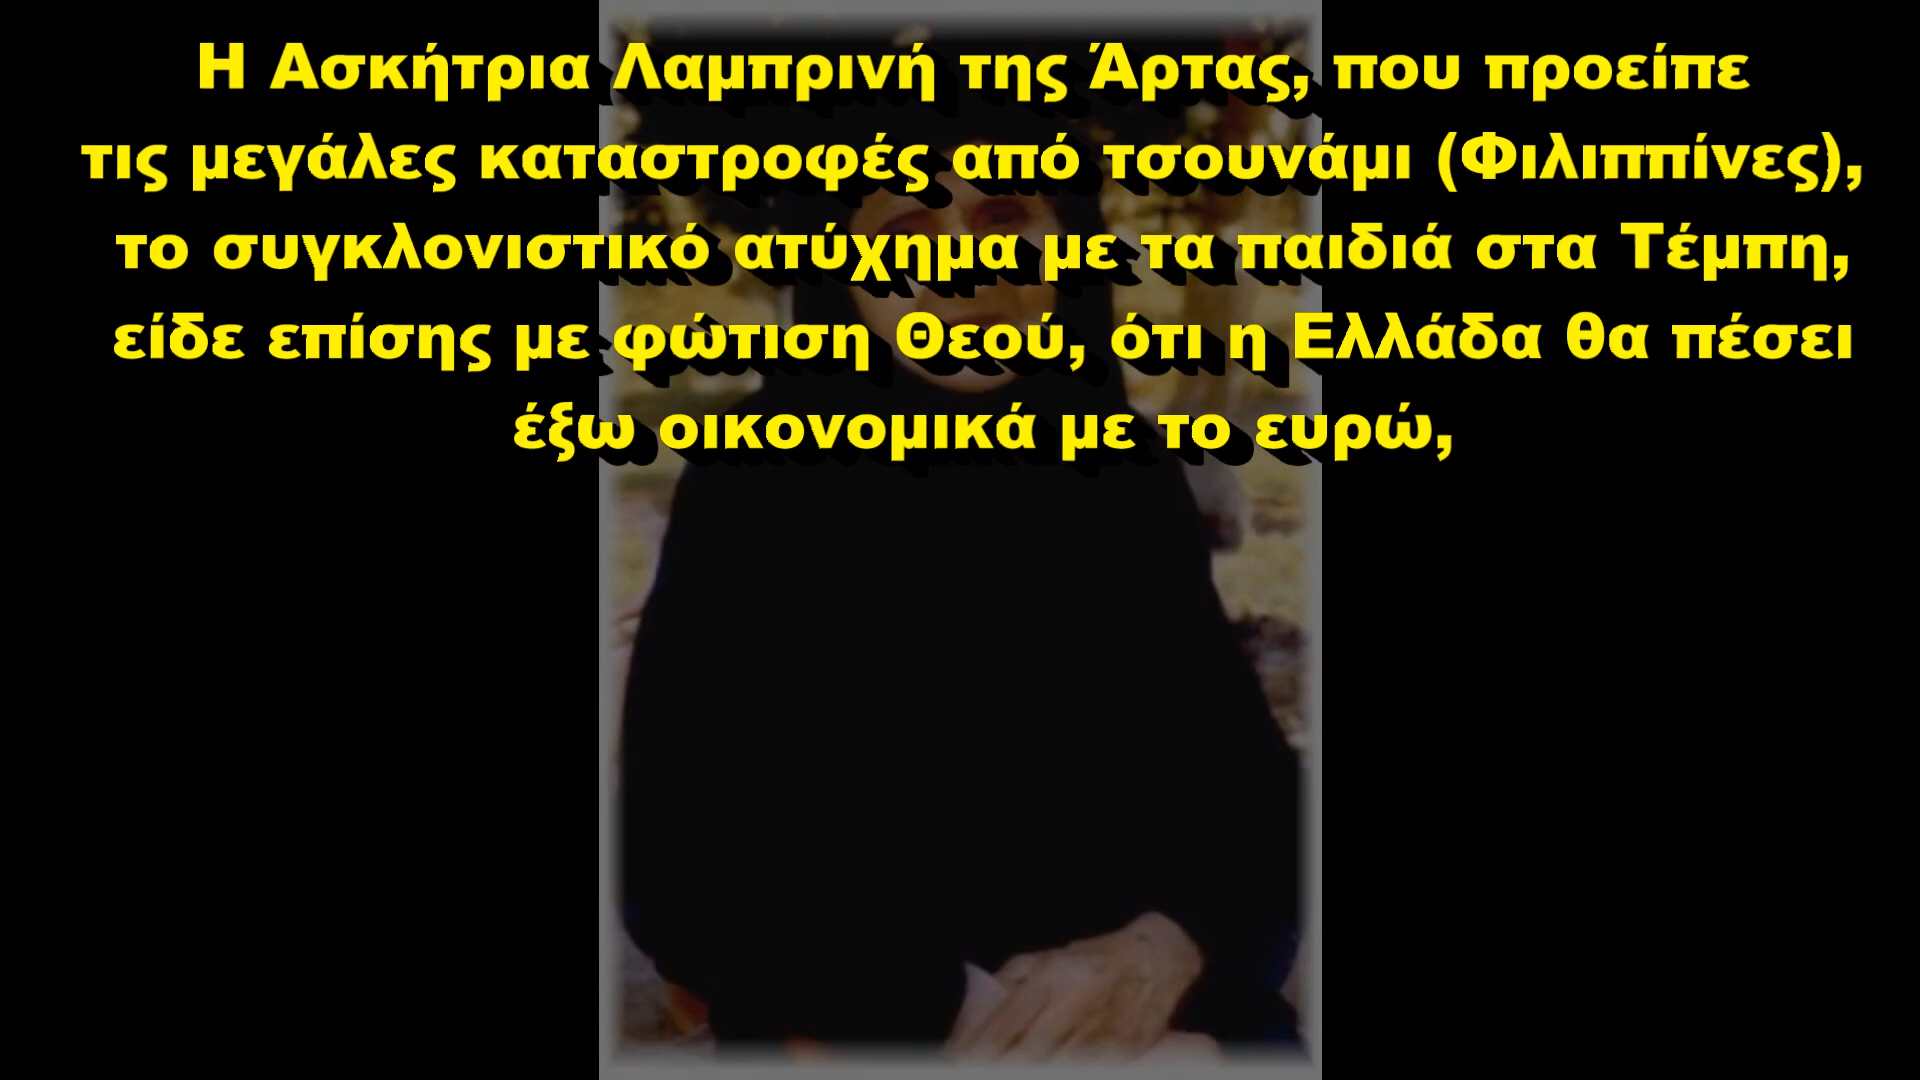 Η Ασκήτρια Λαμπρινή της Άρτας, που προείπε
τις μεγάλες καταστροφές από τσουνάμι (Φιλιππίνες),
το συγκλονιστικό ατύχημα με τα παιδιά στα Τέμπη,
είδε επίσης με φώτιση Θεού, ότι η Ελλάδα θα πέσει
έξω οικονομικά με το ευρώ,